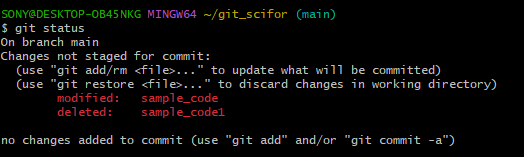 SONY@DESKTOP-OB45NKG MINGW64 ~/git_scifor (main)
$ git status
On branch main
Changes not staged for commit:
  (use "git add/rm <file>..." to update what will be committed)
  (use "git restore <file>..." to discard changes in working directory)
        modified:   sample_code
        deleted:    sample_code1

no changes added to commit (use "git add" and/or "git commit -a")